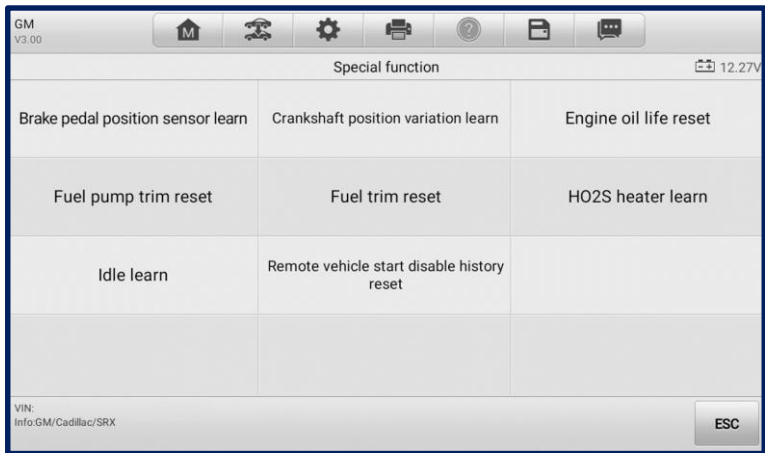 GM
V3.00
M
Special function
12.27V
Brake pedal position sensor learn
Crankshaft position variation learn
Engine oil life reset
Fuel pump trim reset
Fuel trim reset
HO2S heater learn
Idle learn
Remote vehicle start disable history
reset
VIN:
Info:GM/Cadillac/SRX
ESC